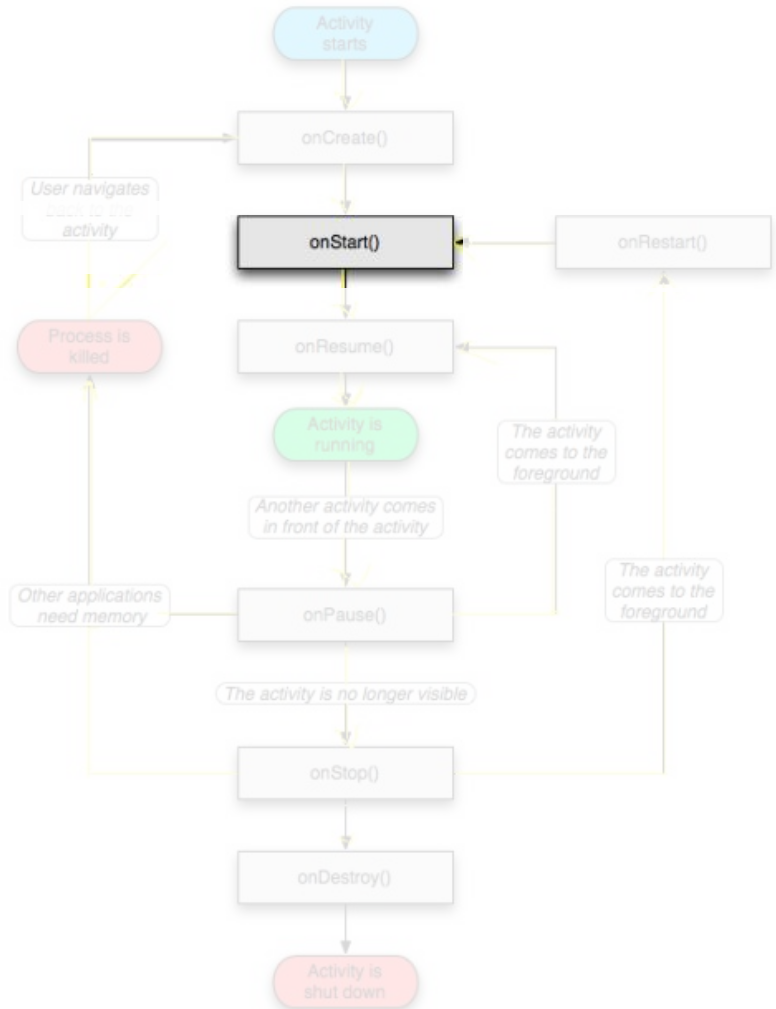 Activity
starts
onCreate()
User navigates
back to the
activity
onStart()
onRestart()
Process is
killed
onResume()
Activity is
running
The activity
comes to the
foreground
Another activity comes
in front of the activity
Other applications
need memory
onPause()
The activity
comes to the
foreground
The activity is no longer visible
onStop()
onDestroy()
Activity is
shut down